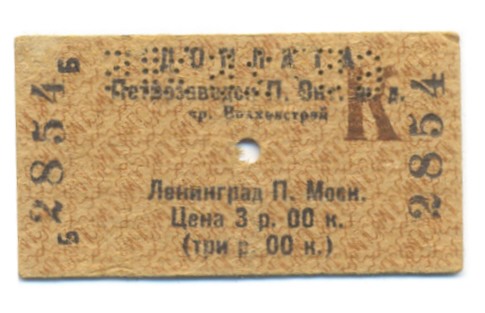 ДОПЛАТА
Петрозаводск П. Окт. ж.д.
чр. Волховстрой
К
Ленинград П. Моск.
Цена 3 р. 00 к.
(три р. 00 к.)
Б 2854 Б
2854